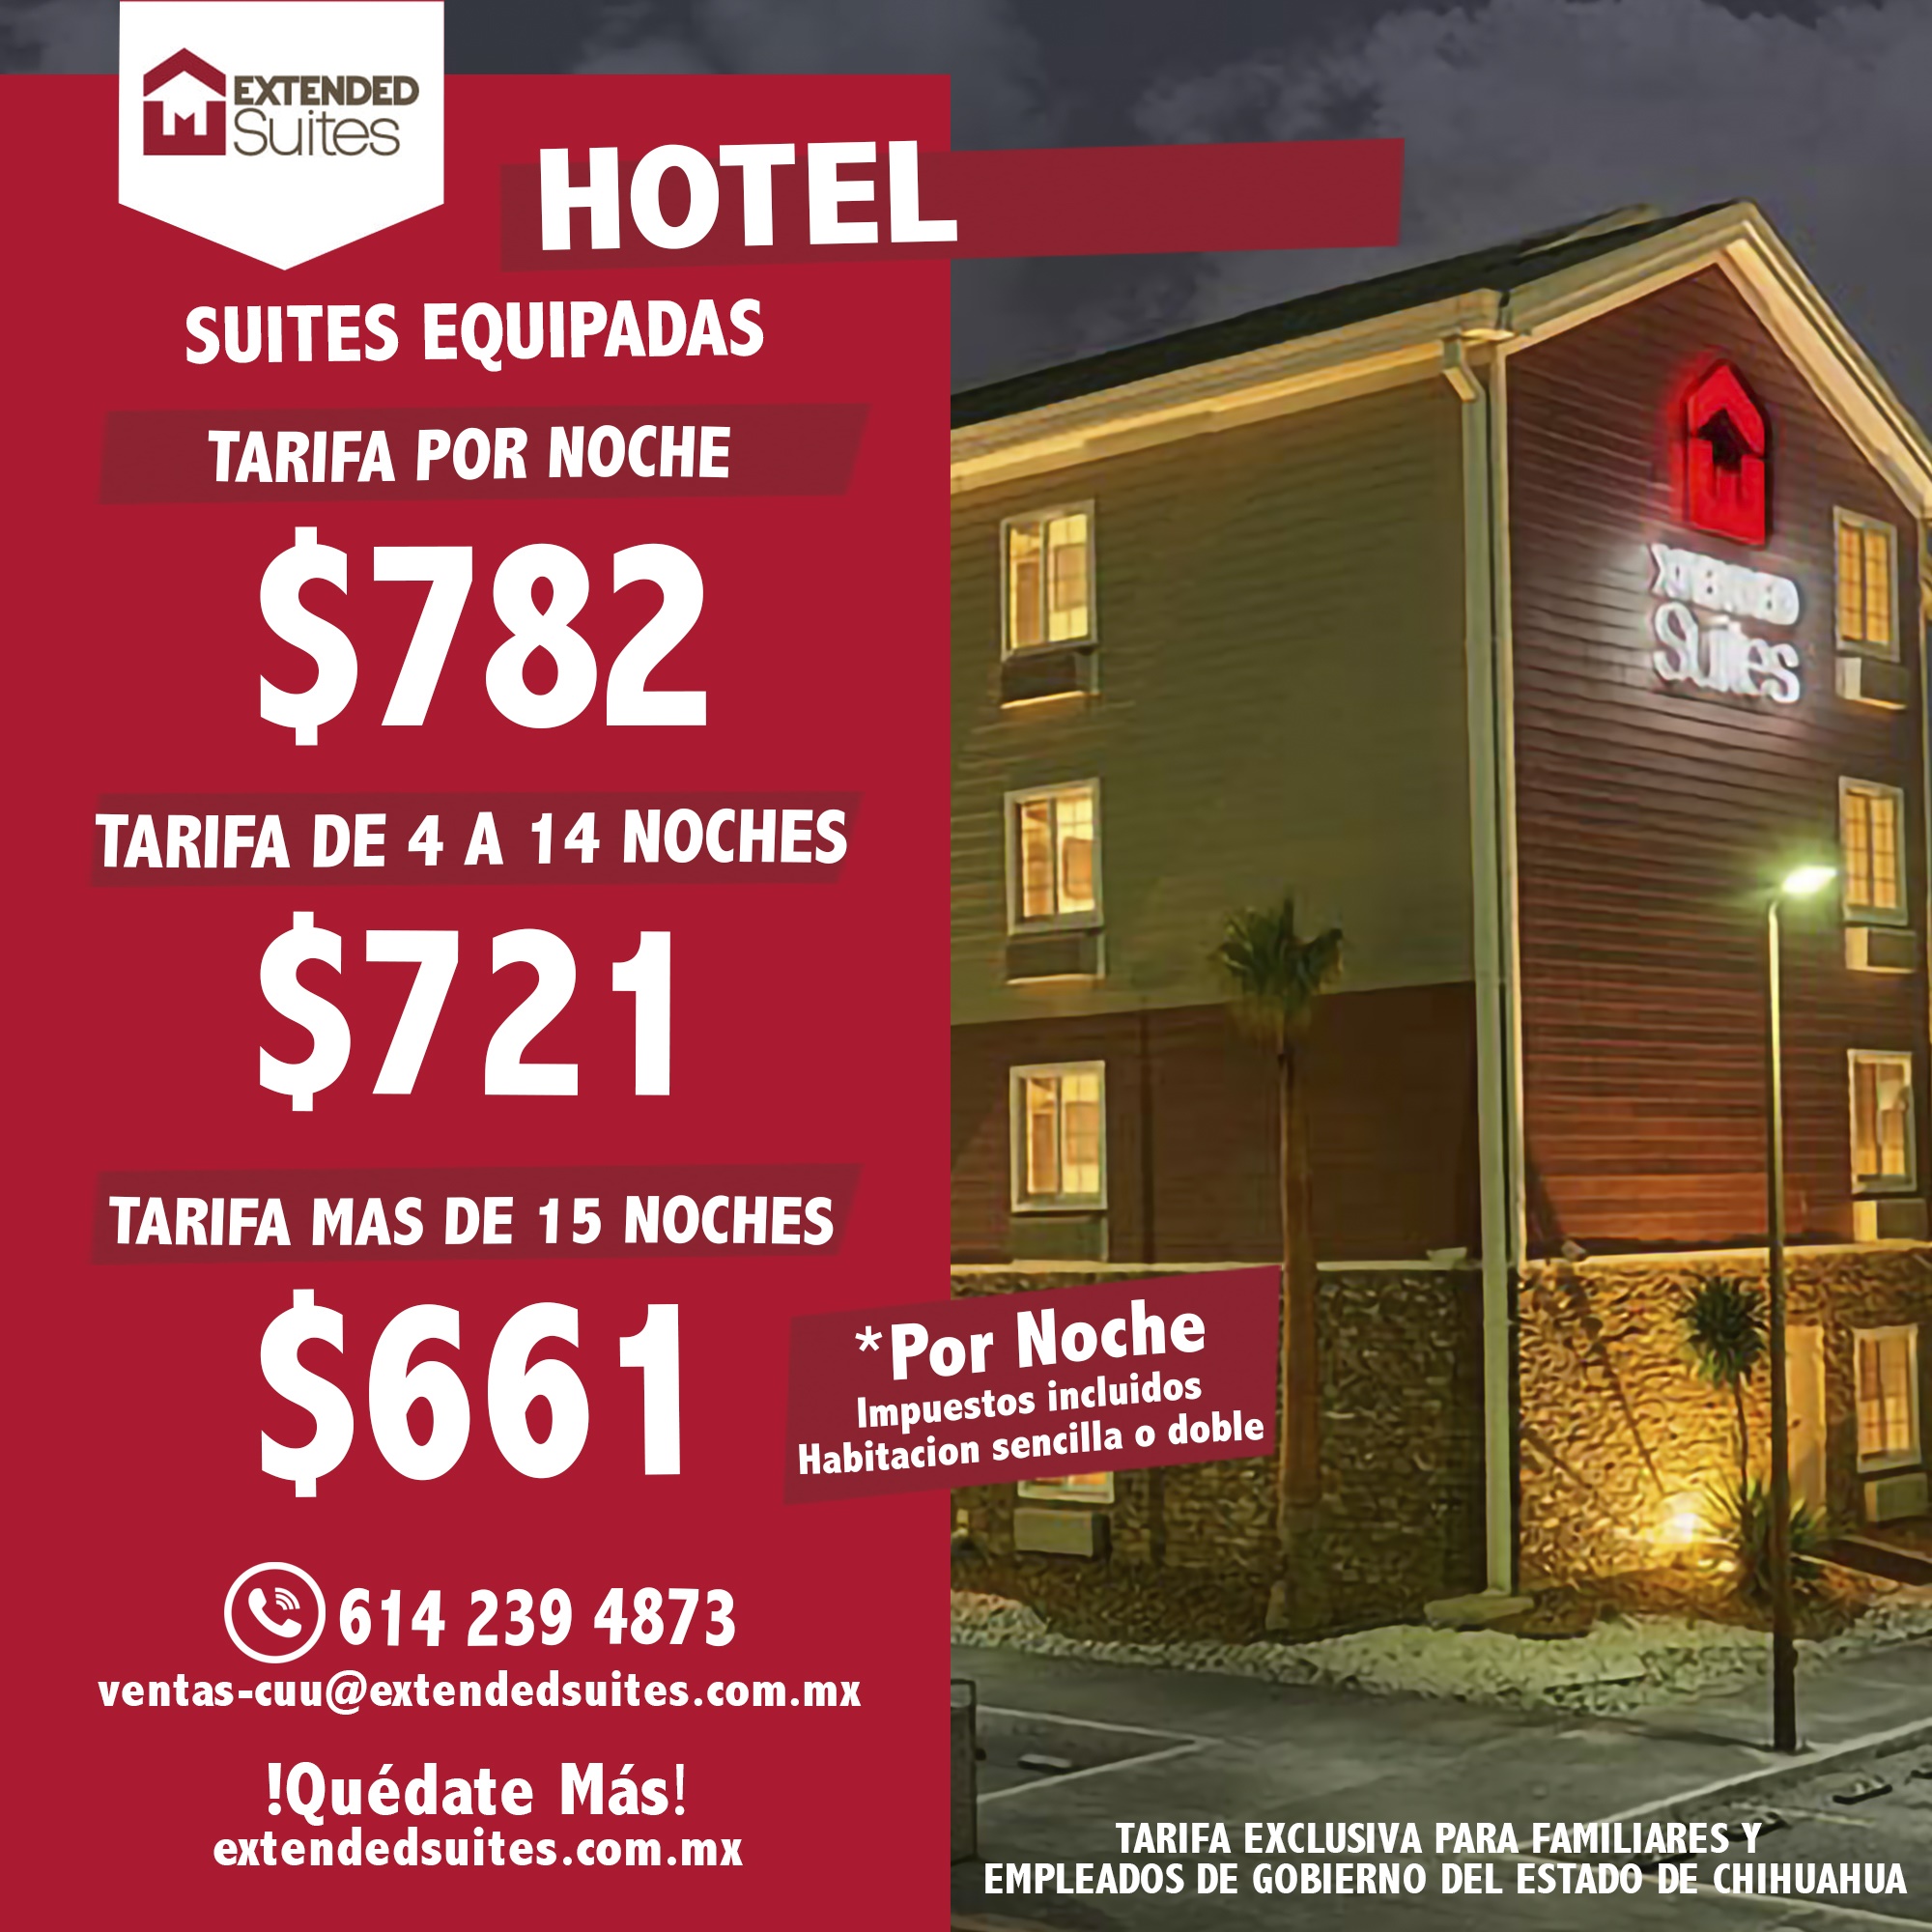 EXTENDED
Suites
HOTEL
SUITES EQUIPADAS
TARIFA POR NOCHE
$782
TARIFA DE 4 A 14 NOCHES
$721
TARIFA MAS DE 15 NOCHES
$661
*Por Noche
Impuestos incluidos
Habitacion sencilla o doble
614 239 4873
ventas-cuu@extendedsuites.com.mx
!Quédate Más!
extendedsuites.com.mx
XTENDED
Suites
TARIFA EXCLUSIVA PARA FAMILIARES Y
EMPLEADOS DE GOBIERNO DEL ESTADO DE CHIHUAHUA